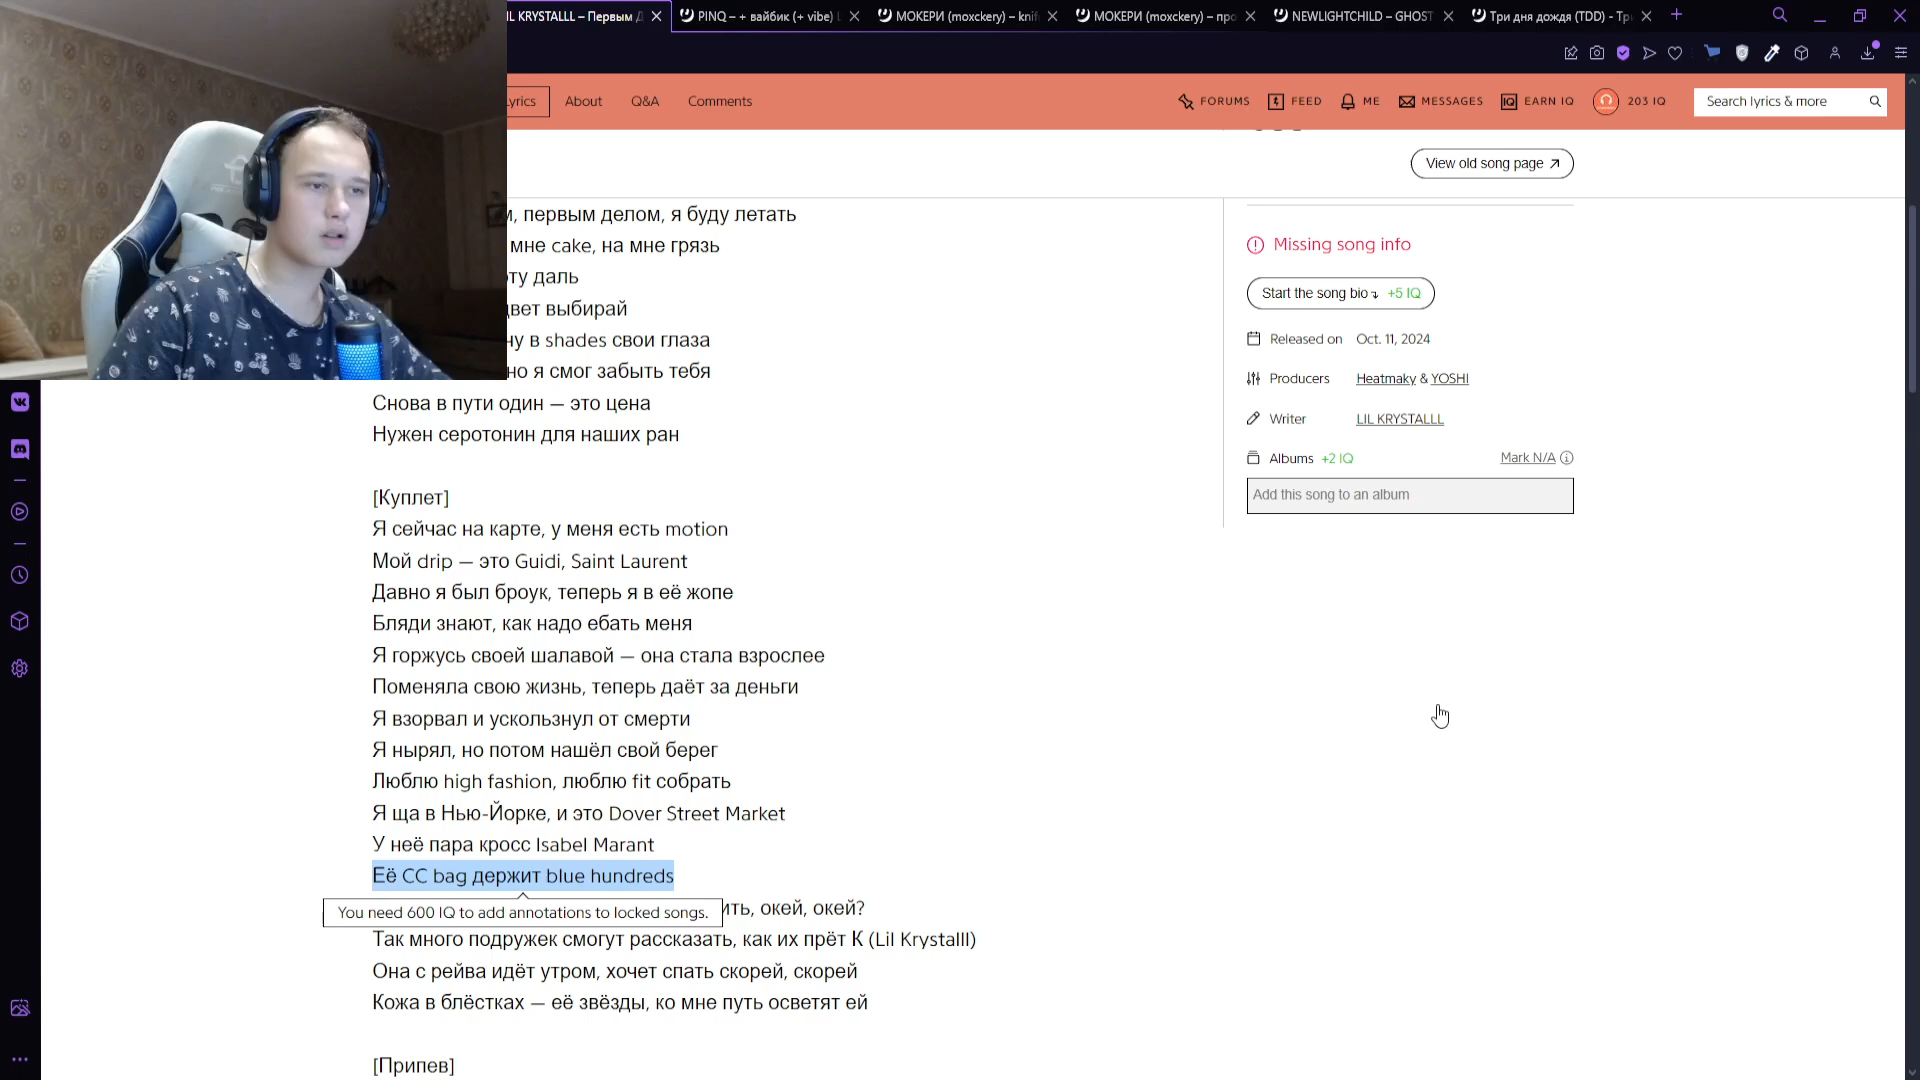 IL KRYSTALLL – Первым Д
PINQ – + вайбик (+ vibe)
МОКЕРИ (moxckery) – knif
МОКЕРИ (moxckery) – про
NEWLIGHTCHILD – GHOST
Три дня дождя (TDD) - Тр
Lyrics
About
Q&A
Comments
FORUMS
FEED
ME
MESSAGES
EARN IQ
203 IQ
Search lyrics & more
View old song page
м, первым делом, я буду летать
мне cake, на мне грязь
ту даль
вет выбирай
ну в shades свои глаза
но я смог забыть тебя
Снова в пути один — это цена
Нужен серотонин для наших ран
[Куплет]
Я сейчас на карте, у меня есть motion
Мой drip — это Guidi, Saint Laurent
Давно я был броук, теперь я в её жопе
Бляди знают, как надо ебать меня
Я горжусь своей шалавой — она стала взрослее
Поменяла свою жизнь, теперь даёт за деньги
Я взорвал и ускользнул от смерти
Я нырял, но потом нашёл свой берег
Люблю high fashion, люблю fit собрать
Я ща в Нью-Йорке, и это Dover Street Market
У неё пара кросс Isabel Marant
Её CC bag держит blue hundreds
You need 600 IQ to add annotations to locked songs.
ить, окей, окей?
Так много подружек смогут рассказать, как их прёт К (Lil Krystalll)
Она с рейва идёт утром, хочет спать скорей, скорей
Кожа в блёстках — её звёзды, ко мне путь осветят ей
[Припев]
Missing song info
Start the song bio +5 IQ
Released on Oct. 11, 2024
Producers Heatmaky & YOSHI
Writer LIL KRYSTALLL
Albums +2 IQ Mark N/A
Add this song to an album